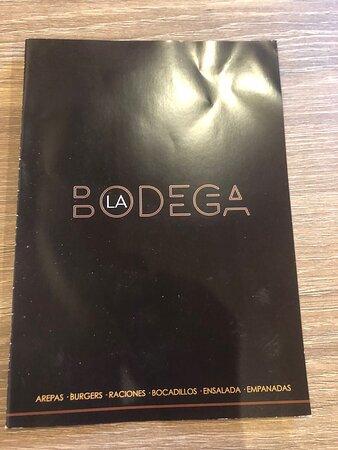 LA
BODEGA
AREPAS · BURGERS · RACIONES · BOCADILLOS · ENSALADA · EMPANADAS